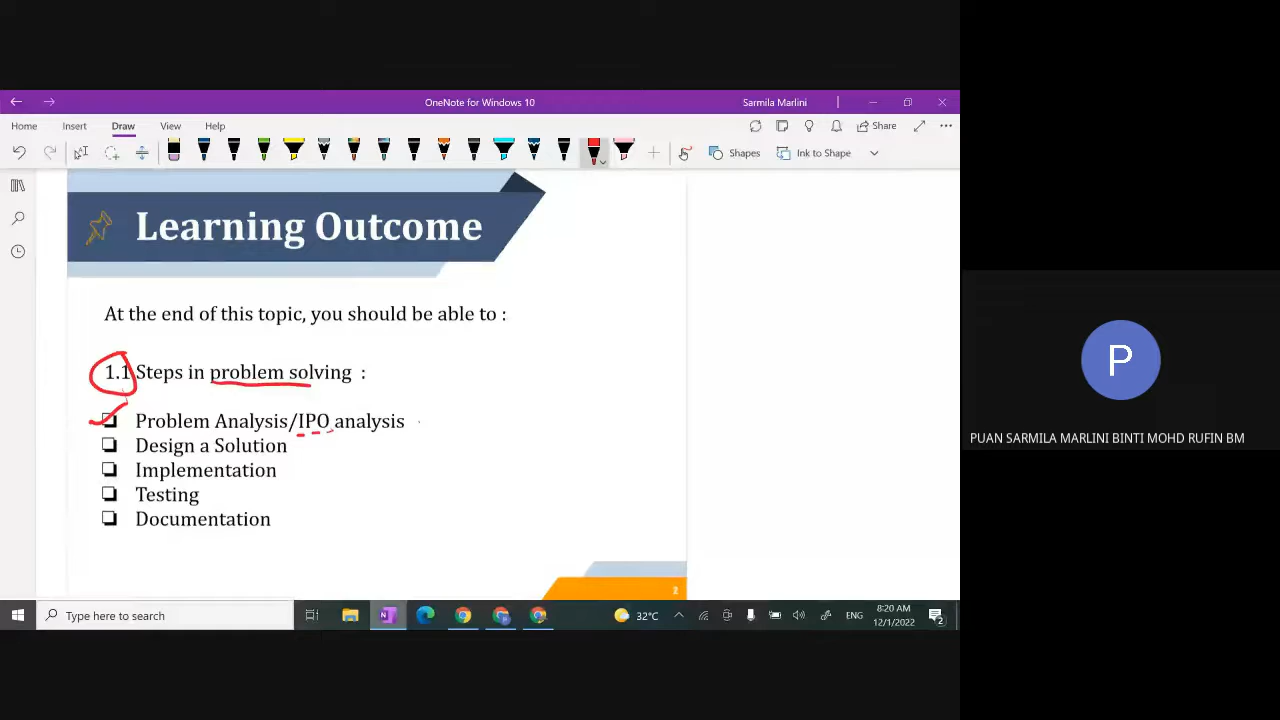 OneNote for Windows 10
Sarmila Marlini
Home Insert Draw View Help
Share
Shapes
Ink to Shape
Learning Outcome
At the end of this topic, you should be able to :
1.1 Steps in problem solving :
Problem Analysis/IPO analysis
Design a Solution
Implementation
Testing
Documentation
2
P
PUAN SARMILA MARLINI BINTI MOHD RUFIN BM
Type here to search
32°C
ENG
8:20 AM
12/1/2022
2